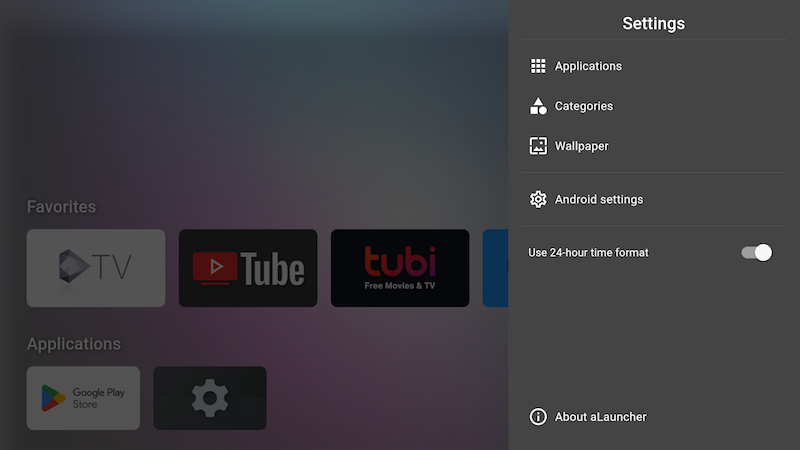 Settings
Applications
Categories
Wallpaper
Android settings
Use 24-hour time format
About aLauncher
Favorites
TV
Tube
tubi
Free Movies & TV
Applications
Google Play
Store